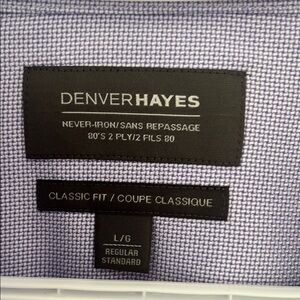 DENVERHAYES
NEVER-IRON/SANS REPASSAGE
80'S 2 PLY/2 FILS 80
CLASSIC FIT / COUPE CLASSIQUE
L/G
REGULAR
STANDARD